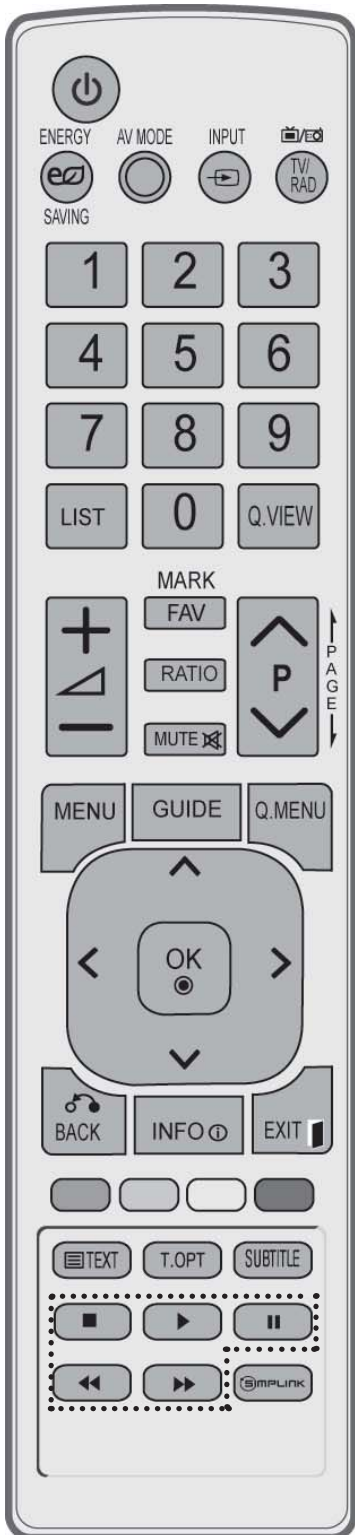 ENERGY AV MODE INPUT
TV/
RAD
SAVING
1 2 3
4 5 6
7 8 9
LIST 0 Q.VIEW
MARK
FAV
RATIO
P
PAGE
MUTE
MENU GUIDE Q.MENU
OK
BACK INFO EXIT
TEXT T.OPT SUBTITLE
SIMPLINK